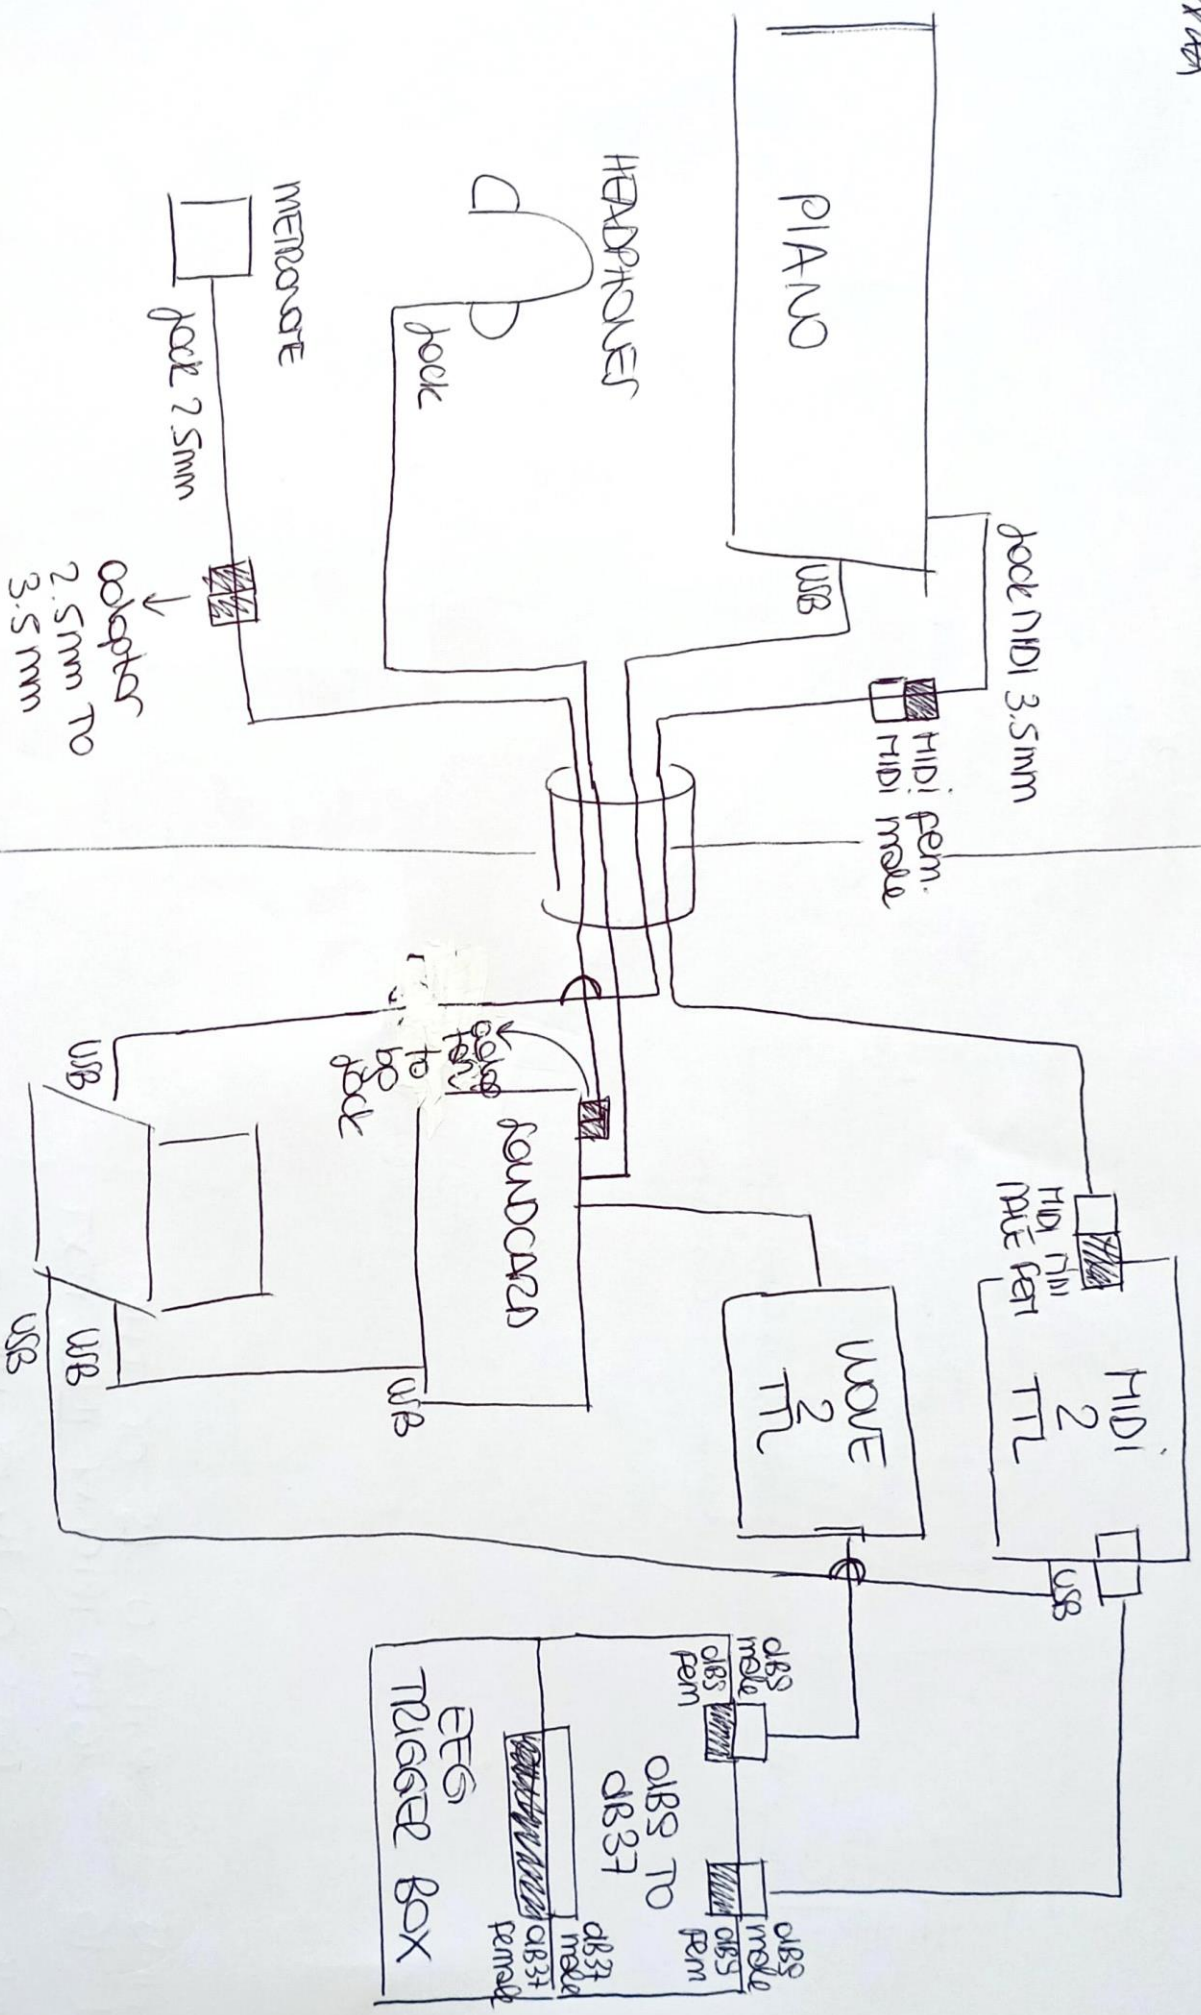 PIANO
USB
Jack MIDI 3.5mm
MIDI fem.
MIDI male
HEADPHONES
Jack
METRONOTE
Jack 2.5mm
adapter
2.5mm TO
3.5mm
to
big
Jack
SOUNDCARD
USB
USB
USB
USB
WAVE
2
TTL
MIDI MIDI
MALE FEM
MIDI
2
TTL
USB
dB9
male
dB9
fem
dB9 TO
dB37
dB9
male
dB9
fem
dB37
male
dB37
female
EEG
TRIGGER BOX